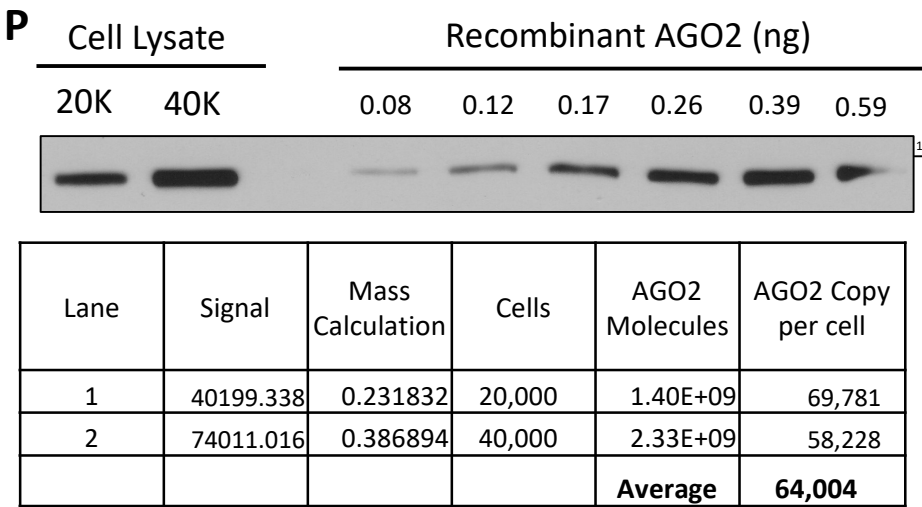 P
Cell Lysate
Recombinant AGO2 (ng)
20K 40K 0.08 0.12 0.17 0.26 0.39 0.59
1
Lane Signal Mass Calculation Cells AGO2 Molecules AGO2 Copy per cell
1 40199.338 0.231832 20,000 1.40E+09 69,781
2 74011.016 0.386894 40,000 2.33E+09 58,228
Average 64,004